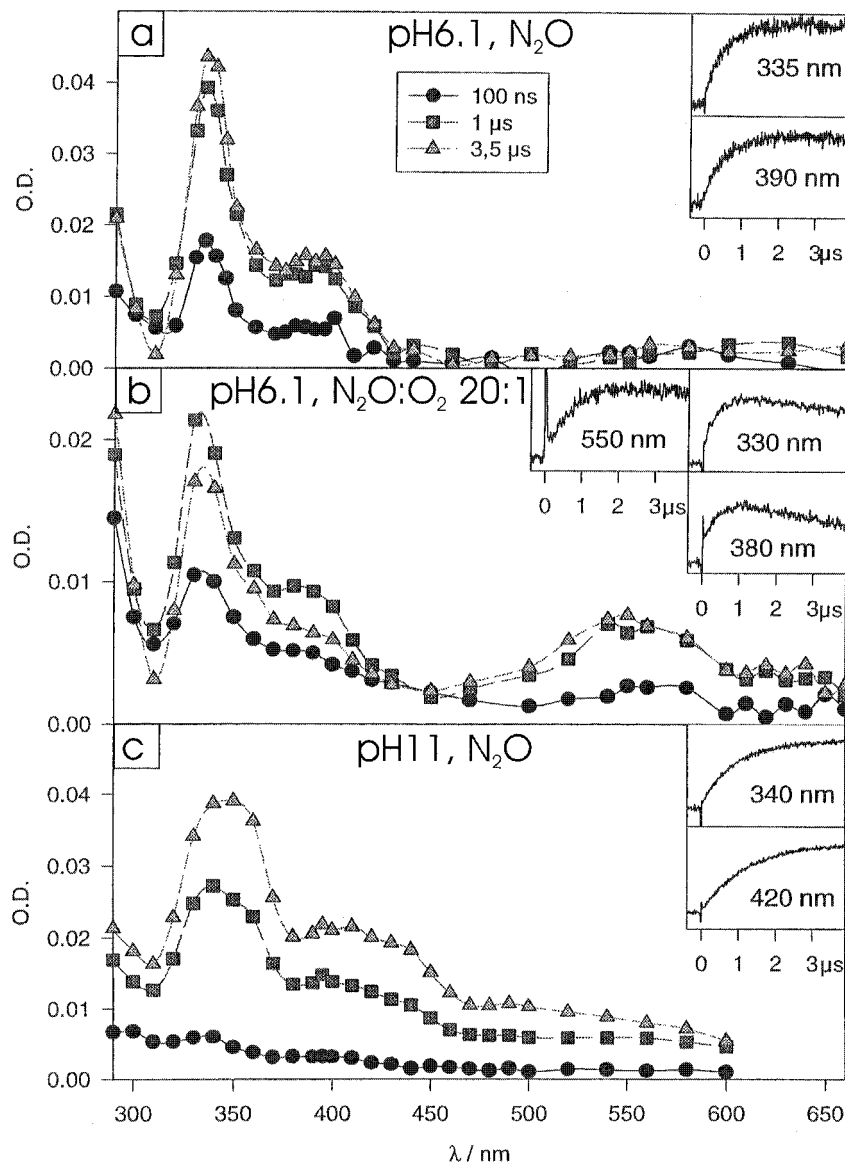 a
pH6.1, N₂O
100 ns
1 µs
3,5 µs
335 nm
390 nm
0 1 2 3µs
O.D.
0.04
0.03
0.02
0.01
0.00
b
pH6.1, N₂O:O₂ 20:1
550 nm
0 1 2 3µs
330 nm
380 nm
0 1 2 3µs
O.D.
0.02
0.01
0.00
c
pH11, N₂O
340 nm
420 nm
0 1 2 3µs
O.D.
0.04
0.03
0.02
0.01
0.00
300 350 400 450 500 550 600 650
λ / nm